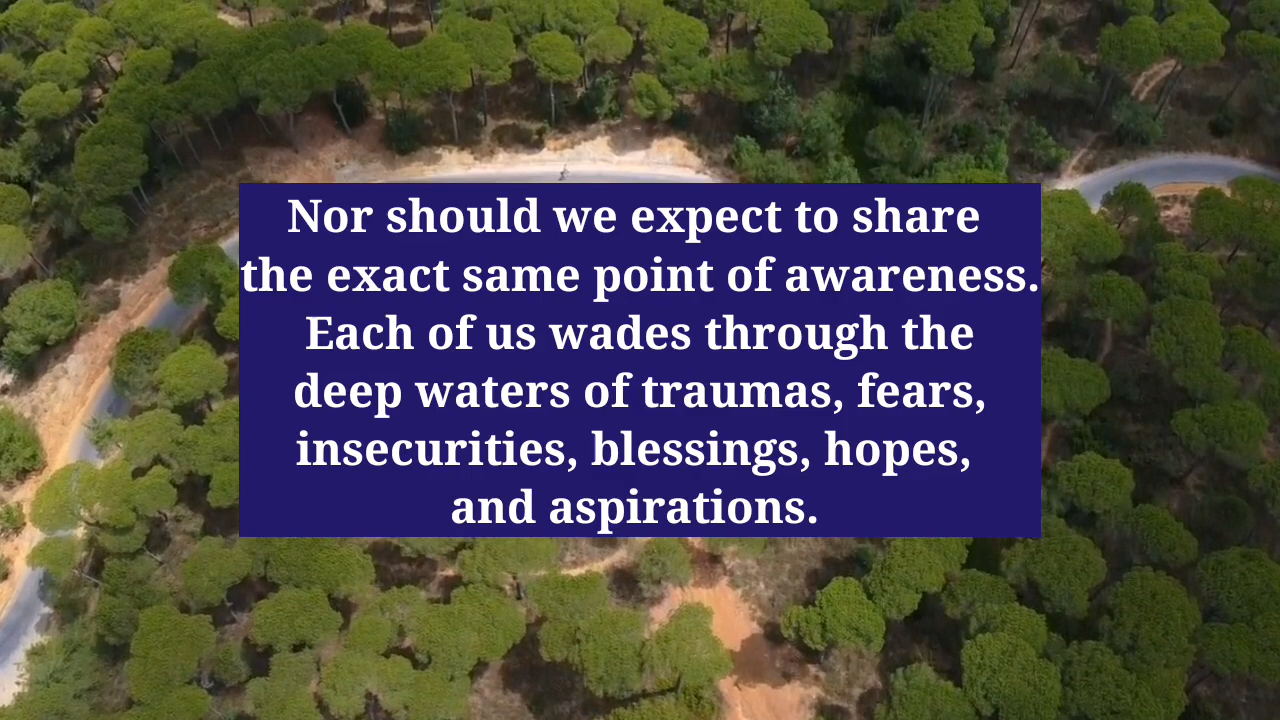 Nor should we expect to share
the exact same point of awareness.
Each of us wades through the
deep waters of traumas, fears,
insecurities, blessings, hopes,
and aspirations.